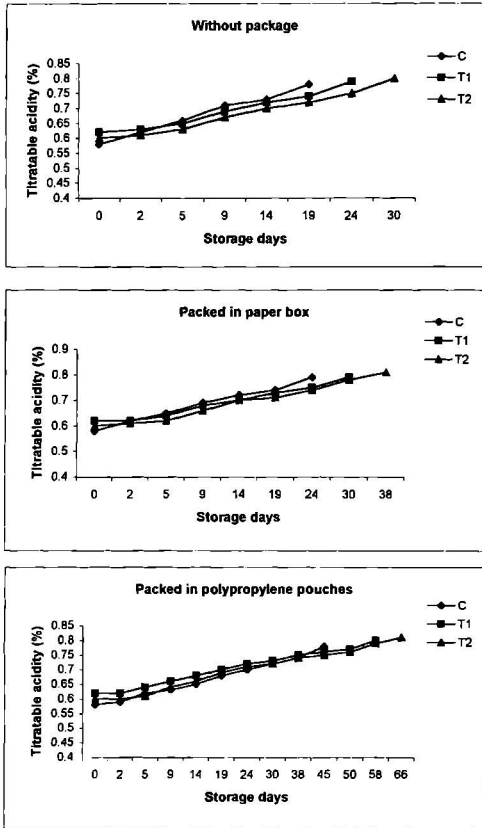 Without package
C
T1
T2
Titratable acidity (%)
0.8
0.75
0.7
0.65
0.6
0.55
0.5
0.45
0.4
0 2 5 9 14 19 24 30
Storage days
Packed in paper box
C
T1
T2
Titratable acidity (%)
0.9
0.8
0.7
0.6
0.5
0.4
0 2 5 9 14 19 24 30 38
Storage days
Packed in polypropylene pouches
C
T1
T2
Titratable acidity (%)
0.85
0.8
0.75
0.7
0.65
0.6
0.55
0.5
0.45
0.4
0 2 5 9 14 19 24 30 38 45 50 58 66
Storage days